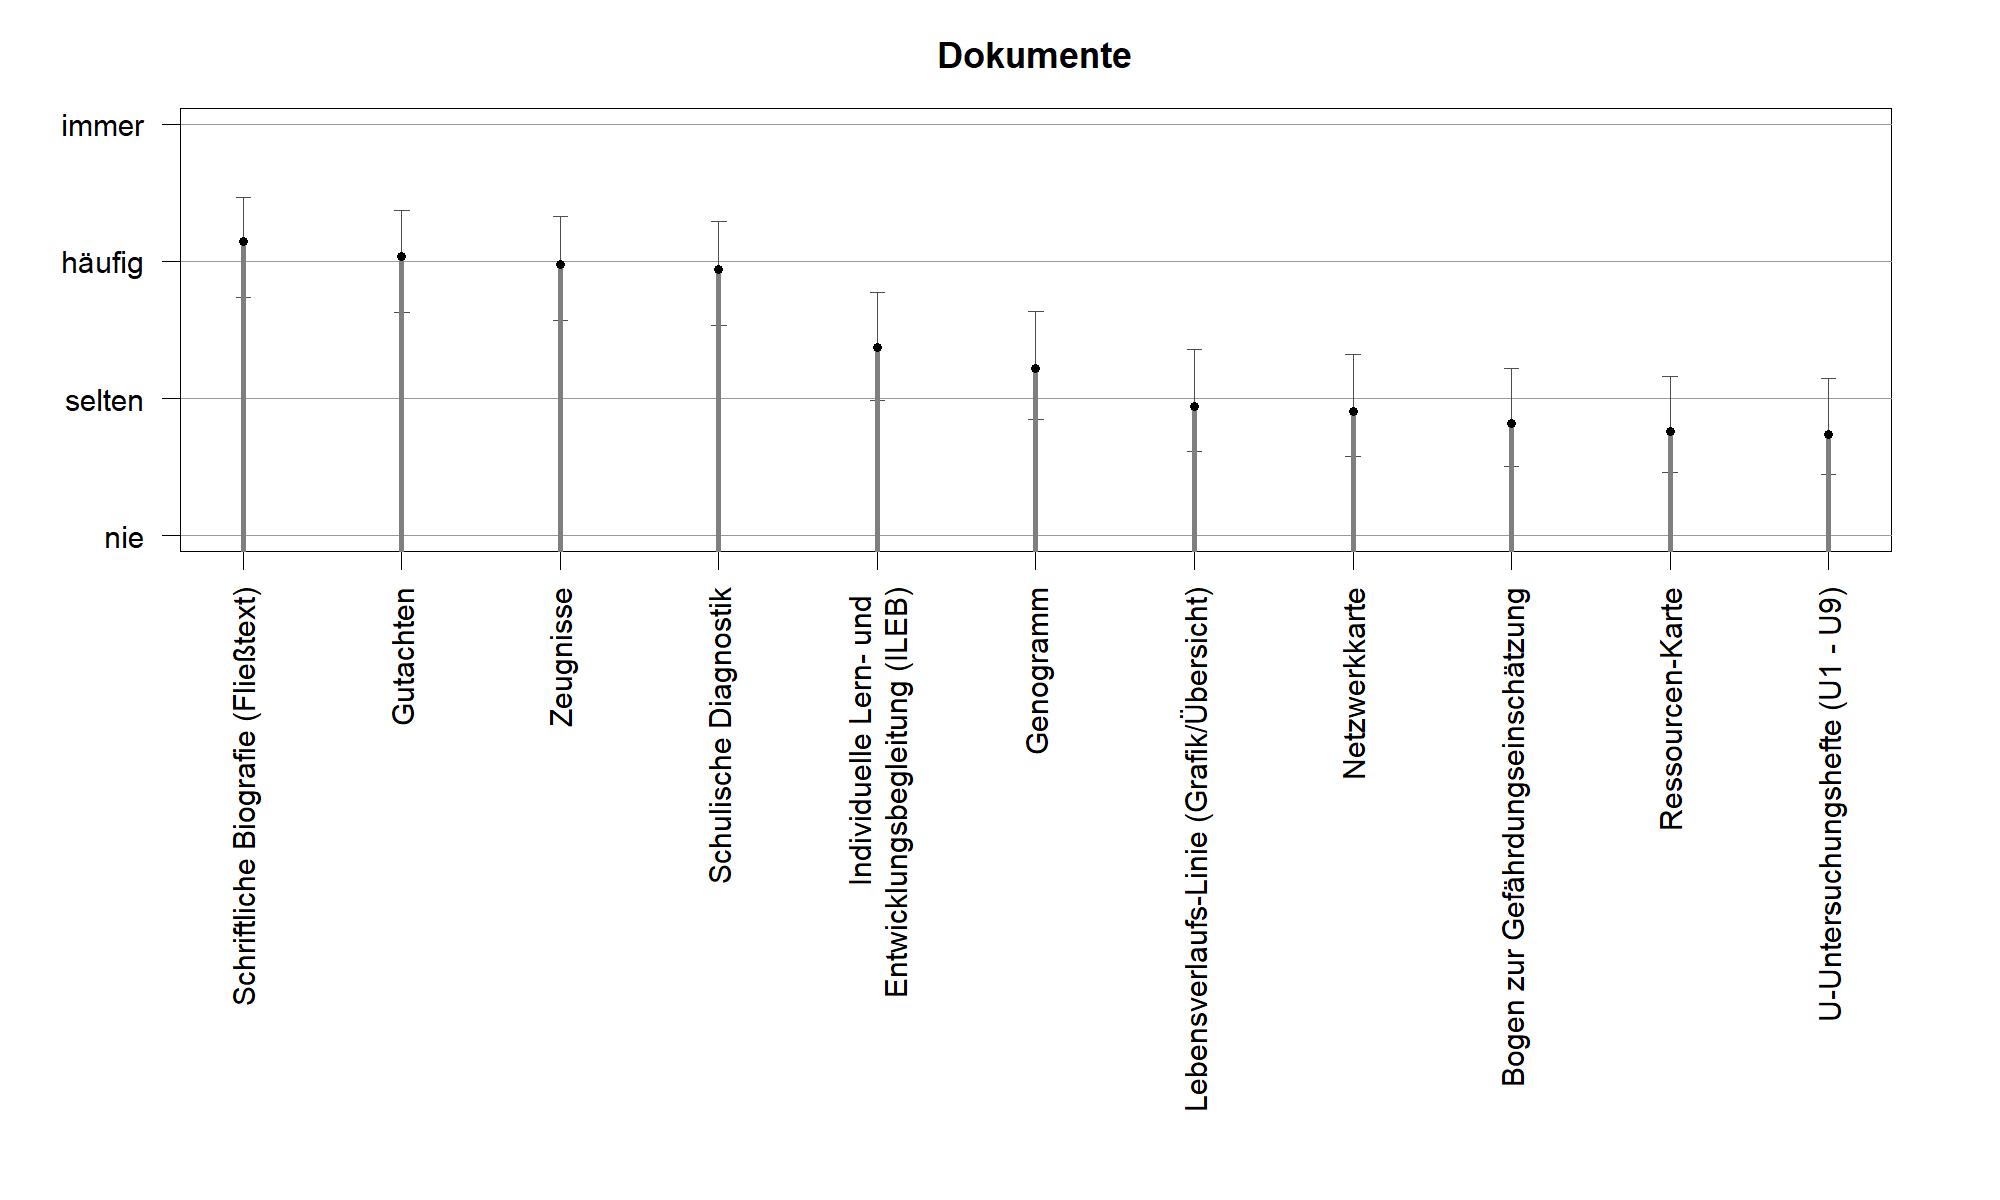 Dokumente
immer
häufig
selten
nie
Schriftliche Biografie (Fließtext)
Gutachten
Zeugnisse
Schulische Diagnostik
Individuelle Lern- und
Entwicklungsbegleitung (ILEB)
Genogramm
Lebensverlaufs-Linie (Grafik/Übersicht)
Netzwerkkarte
Bogen zur Gefährdungseinschätzung
Ressourcen-Karte
U-Untersuchungshefte (U1 - U9)